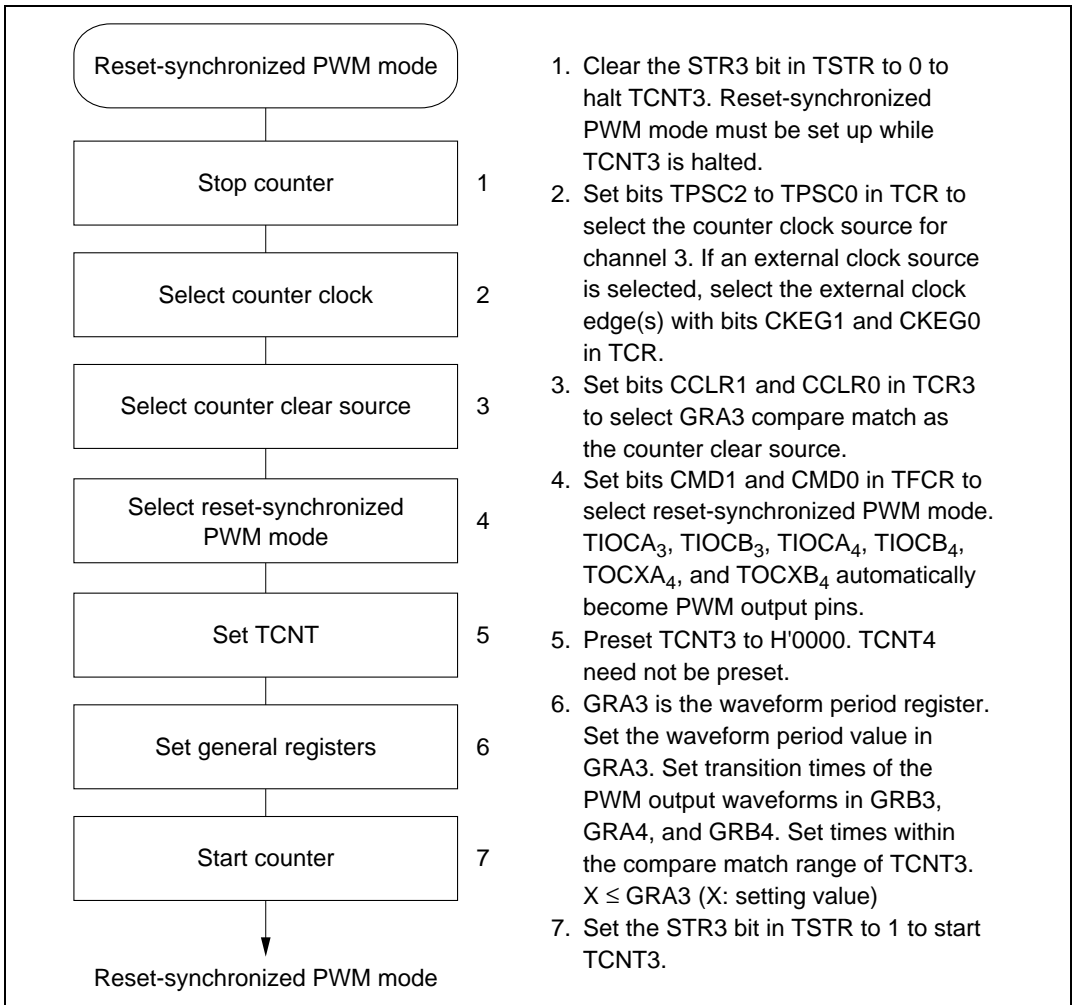 Reset-synchronized PWM mode
Stop counter 1
Select counter clock 2
Select counter clear source 3
Select reset-synchronized
PWM mode 4
Set TCNT 5
Set general registers 6
Start counter 7
Reset-synchronized PWM mode
1. Clear the STR3 bit in TSTR to 0 to
halt TCNT3. Reset-synchronized
PWM mode must be set up while
TCNT3 is halted.
2. Set bits TPSC2 to TPSC0 in TCR to
select the counter clock source for
channel 3. If an external clock source
is selected, select the external clock
edge(s) with bits CKEG1 and CKEG0
in TCR.
3. Set bits CCLR1 and CCLR0 in TCR3
to select GRA3 compare match as
the counter clear source.
4. Set bits CMD1 and CMD0 in TFCR to
select reset-synchronized PWM mode.
TIOCA₃, TIOCB₃, TIOCA₄, TIOCB₄,
TOCXA₄, and TOCXB₄ automatically
become PWM output pins.
5. Preset TCNT3 to H'0000. TCNT4
need not be preset.
6. GRA3 is the waveform period register.
Set the waveform period value in
GRA3. Set transition times of the
PWM output waveforms in GRB3,
GRA4, and GRB4. Set times within
the compare match range of TCNT3.
X ≤ GRA3 (X: setting value)
7. Set the STR3 bit in TSTR to 1 to start
TCNT3.